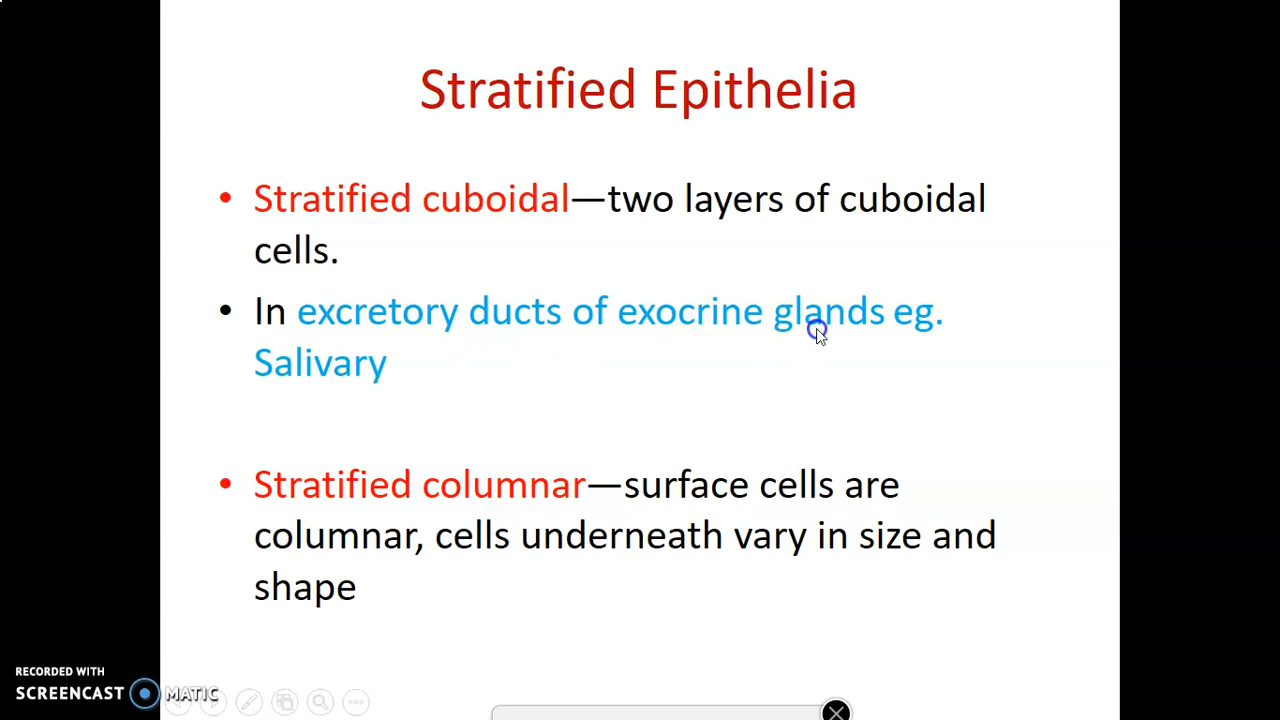 Stratified Epithelia
• Stratified cuboidal—two layers of cuboidal
cells.
• In excretory ducts of exocrine glands eg.
Salivary
• Stratified columnar—surface cells are
columnar, cells underneath vary in size and
shape
RECORDED WITH
SCREENCAST MATIC